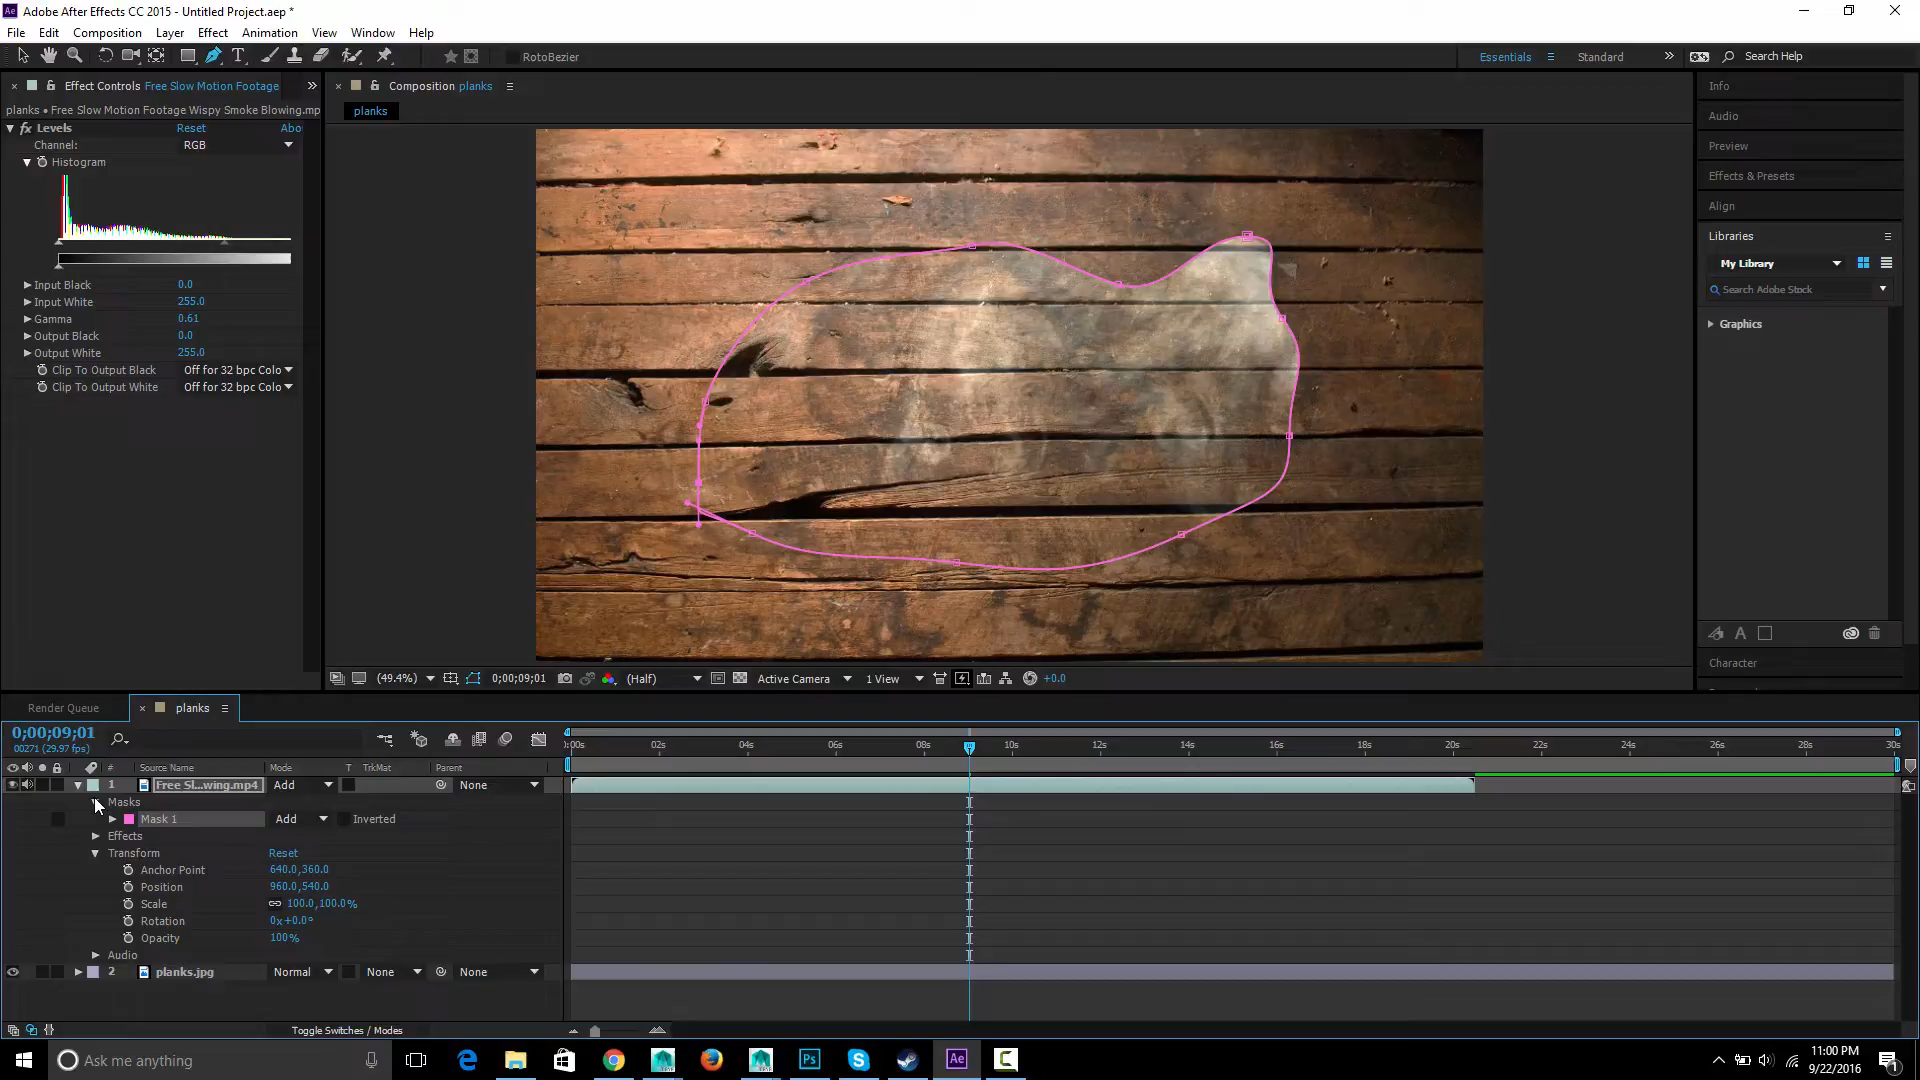 Ae Adobe After Effects CC 2015 - Untitled Project.aep *
File Edit Composition Layer Effect Animation View Window Help
T RotoBezier Essentials Standard Search Help
Effect Controls Free Slow Motion Footage
Composition planks
Info
planks • Free Slow Motion Footage Wispy Smoke Blowing.mp
planks
Audio
fx Levels Reset Abo
Channel: RGB
Preview
Histogram
Effects & Presets
Align
Libraries
My Library
Search Adobe Stock
Input Black 0.0
Input White 255.0
Gamma 0.61
Graphics
Output Black 0.0
Output White 255.0
Clip To Output Black Off for 32 bpc Colo
Clip To Output White Off for 32 bpc Colo
A
Character
(49.4%) 0;00;09;01 (Half) Active Camera 1 View +0.0
Render Queue planks
0;00;09;01
00271 (29.97 fps)
:00s 02s 04s 06s 08s 10s 12s 14s 16s 18s 20s 22s 24s 26s 28s 30s
# Source Name Mode T TrkMat Parent
1 Free Sl...wing.mp4 Add None
Masks
Mask 1 Add Inverted
Effects
Transform Reset
Anchor Point 640.0,360.0
Position 960.0,540.0
Scale 100.0,100.0%
Rotation 0x+0.0°
Opacity 100%
Audio
2 planks.jpg Normal None None
Toggle Switches / Modes
Ask me anything
Ps
S
Ae
C
11:00 PM
9/22/2016
1